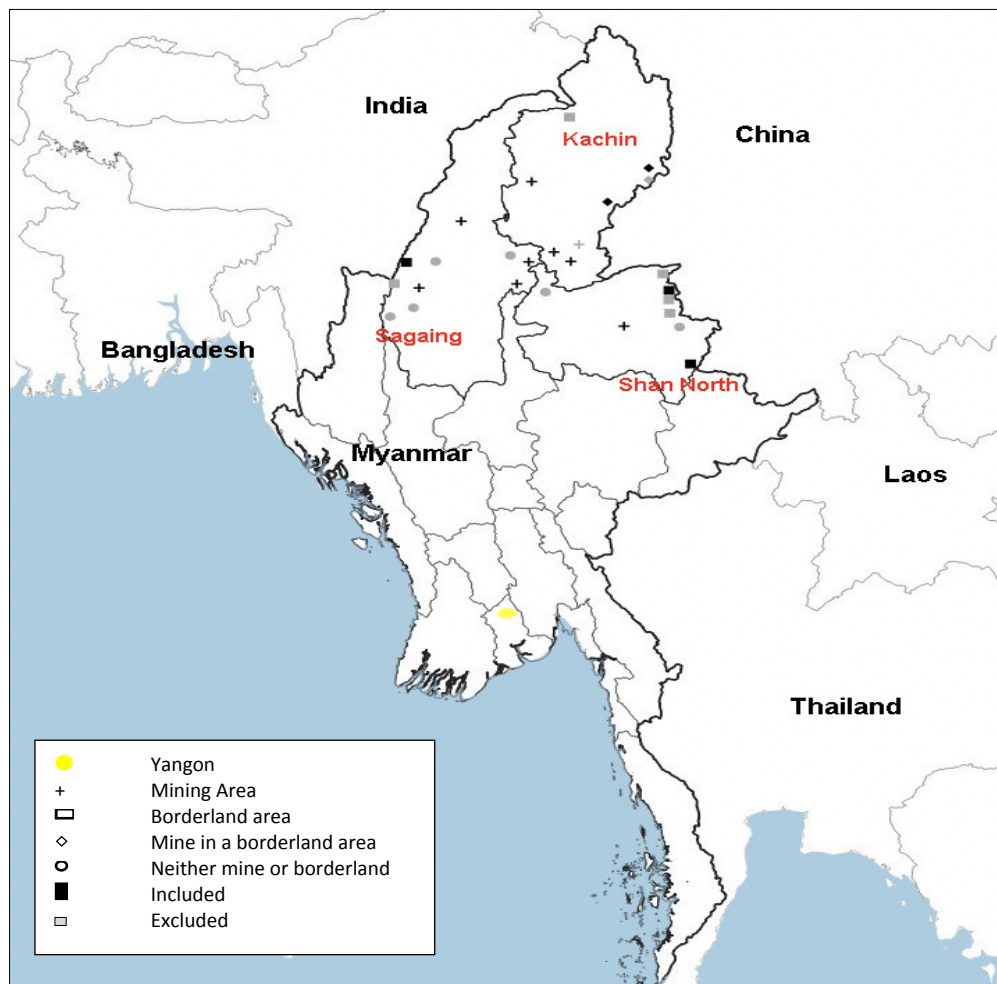 India
Kachin
China
Bangladesh
Sagaing
Shan North
Myanmar
Laos
Thailand
Yangon
Mining Area
Borderland area
Mine in a borderland area
Neither mine or borderland
Included
Excluded